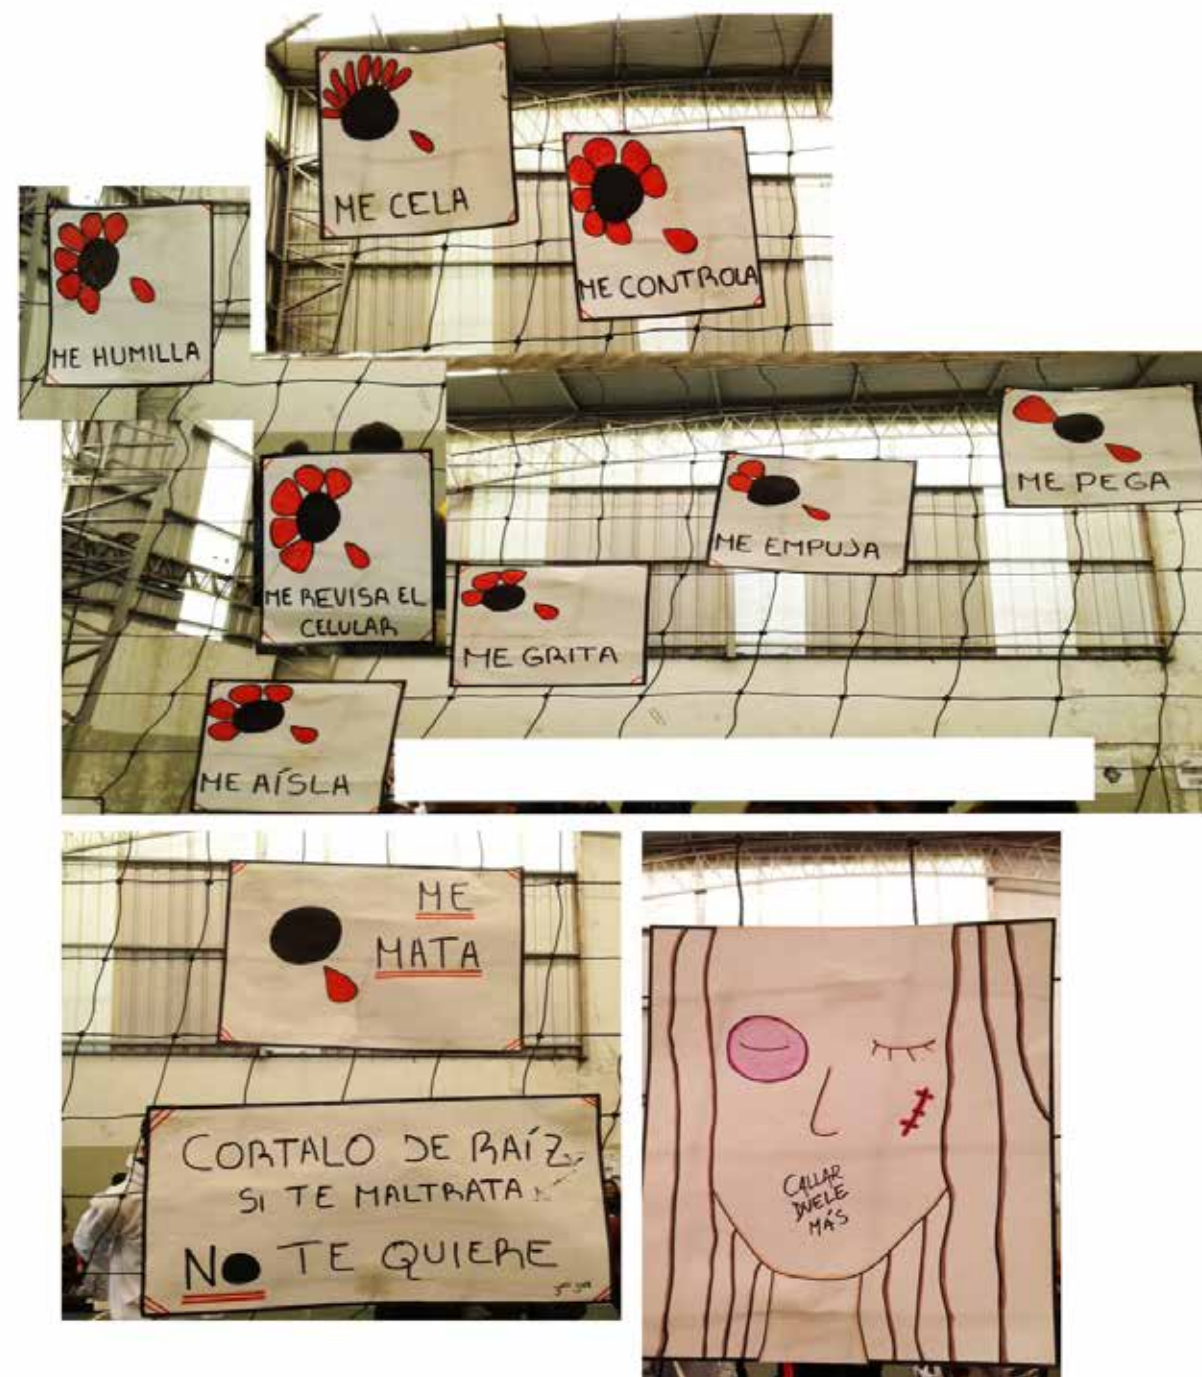 ME CELA
ME CONTROLA
ME HUMILLA
ME REVISA EL
CELULAR
ME PEGA
ME EMPUJA
ME GRITA
ME AÍSLA
ME
MATA
CORTALO DE RAÍZ
SI TE MALTRATA
NO TE QUIERE
CALLAR
DUELE
MÁS